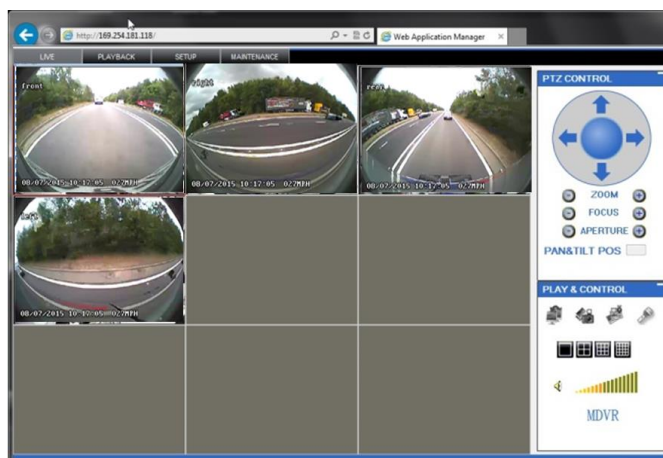 http://169.254.181.118/
Web Application Manager
LIVE PLAYBACK SETUP MAINTENANCE
front
right
rear
08/07/2015 10:17:05 027MPH
08/07/2015 10:17:05 027MPH
08/07/2015 10:17:05 027MPH
left
08/07/2015 10:17:05 027MPH
PTZ CONTROL
ZOOM
FOCUS
APERTURE
PAN&TILT POS
PLAY & CONTROL
MDVR